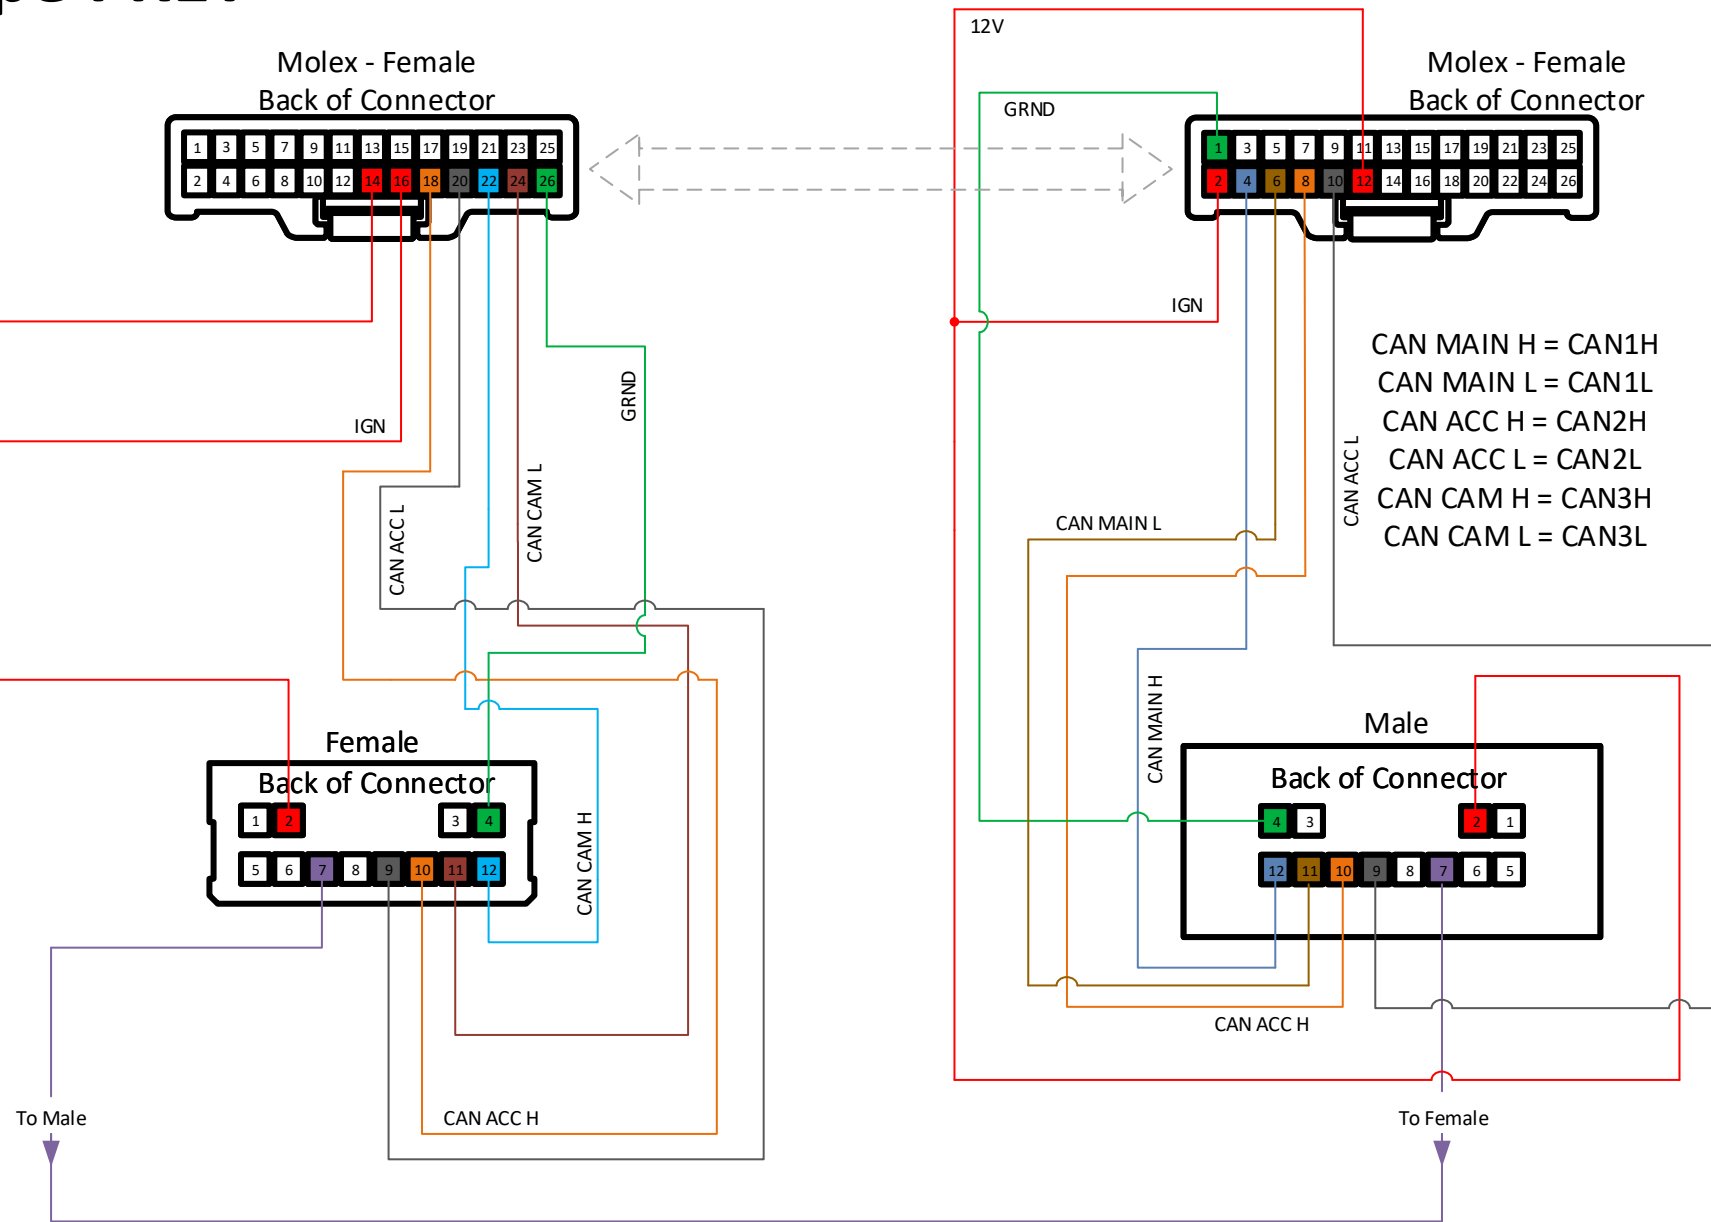 12V
Molex - Female
Back of Connector
1 3 5 7 9 11 13 15 17 19 21 23 25
2 4 6 8 10 12 14 16 18 20 22 24 26
Molex - Female
Back of Connector
GRND
1 3 5 7 9 11 13 15 17 19 21 23 25
2 4 6 8 10 12 14 16 18 20 22 24 26
IGN
CAN MAIN H = CAN1H
CAN MAIN L = CAN1L
CAN ACC H = CAN2H
CAN ACC L = CAN2L
CAN CAM H = CAN3H
CAN CAM L = CAN3L
GRND
IGN
CAN ACC L
CAN CAM L
CAN ACC L
CAN MAIN L
CAN MAIN H
Female
Back of Connector
1 2 3 4
5 6 7 8 9 10 11 12
CAN CAM H
Male
Back of Connector
4 3 2 1
12 11 10 9 8 7 6 5
CAN ACC H
To Male
CAN ACC H
To Female